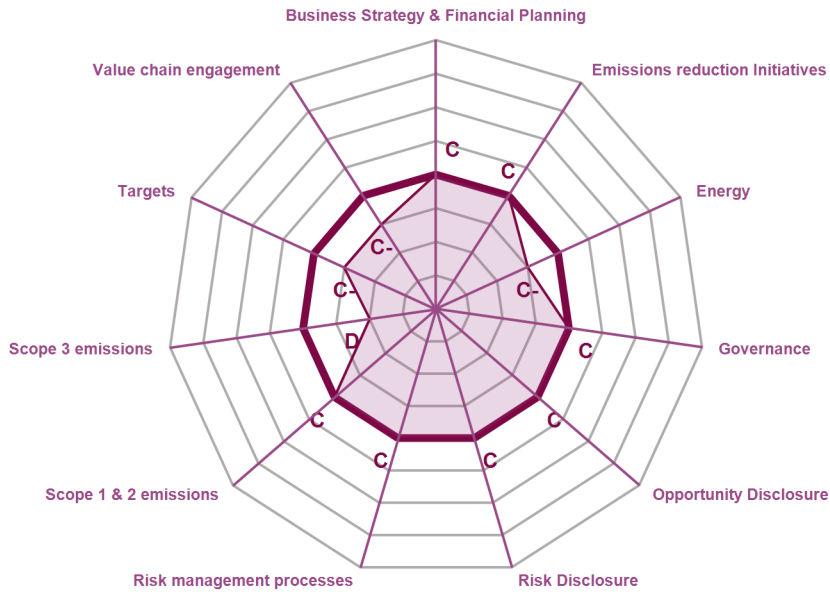 Business Strategy & Financial Planning
Value chain engagement
Emissions reduction Initiatives
C
C
Targets
Energy
C-
C-
C-
Scope 3 emissions
D
C
Governance
C
C
C
C
Scope 1 & 2 emissions
Opportunity Disclosure
Risk management processes
Risk Disclosure